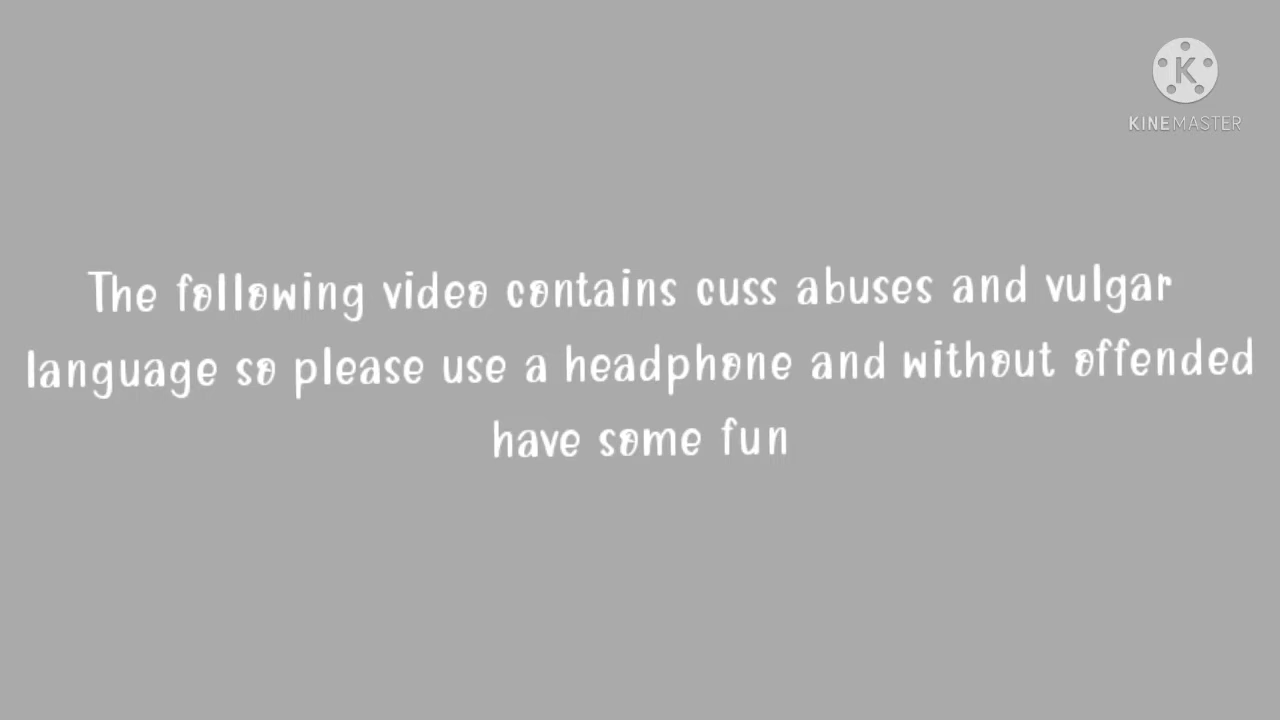 K
KINEMASTER
The following video contains cuss abuses and vulgar
language so please use a headphone and without offended
have some fun